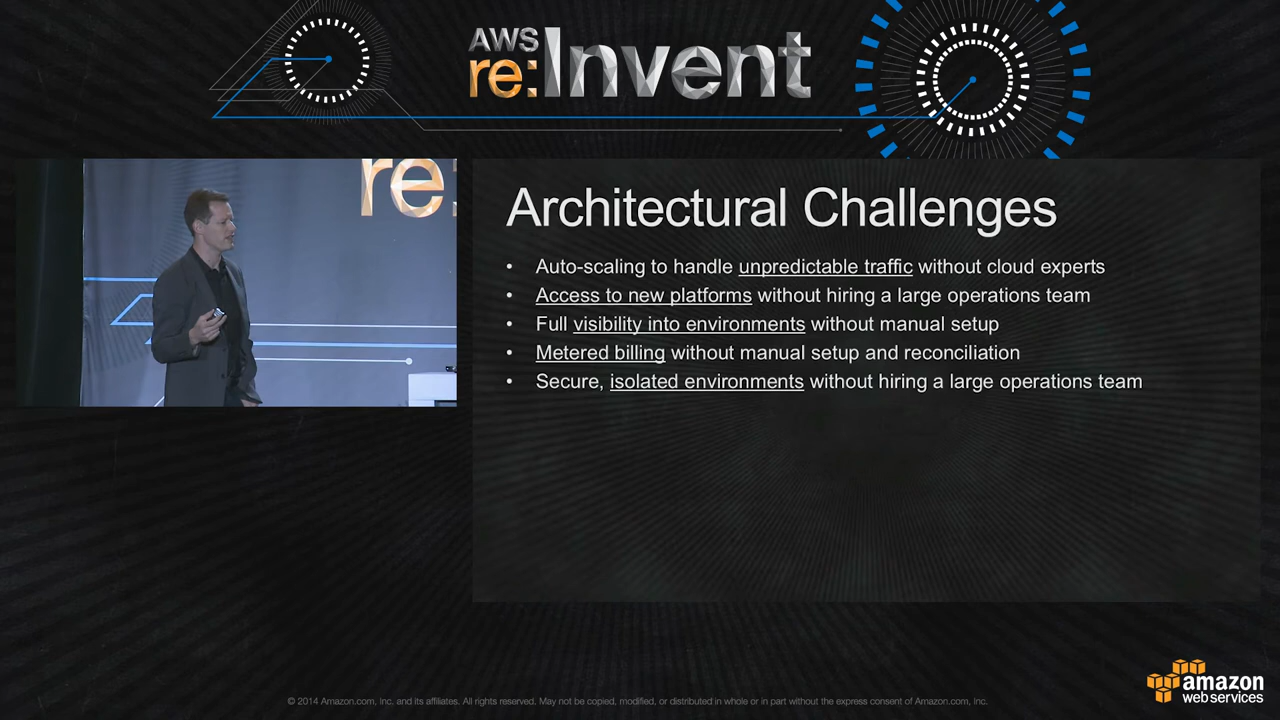 AWS
re:Invent
re:
Architectural Challenges
• Auto-scaling to handle unpredictable traffic without cloud experts
• Access to new platforms without hiring a large operations team
• Full visibility into environments without manual setup
• Metered billing without manual setup and reconciliation
• Secure, isolated environments without hiring a large operations team
© 2014 Amazon.com, Inc. and its affiliates. All rights reserved. May not be copied, modified, or distributed in whole or in part without the express consent of Amazon.com, Inc.
amazon
web services